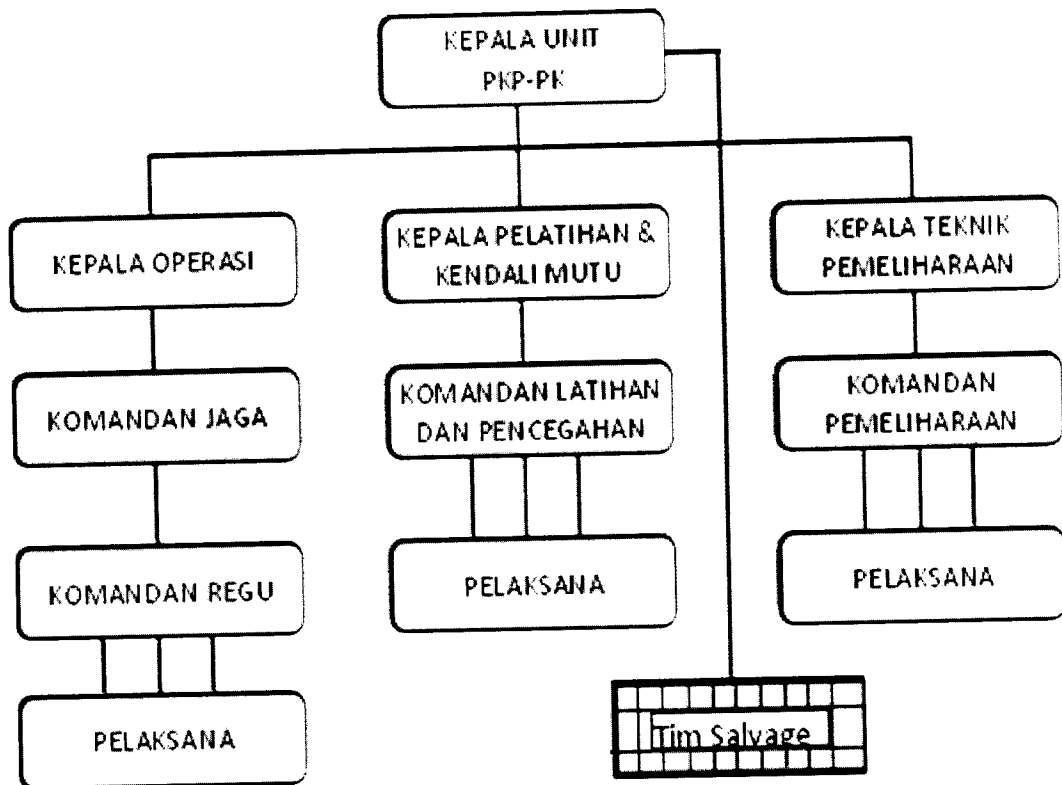 KEPALA UNIT
PKP-PK
KEPALA OPERASI
KEPALA PELATIHAN &
KENDALI MUTU
KEPALA TEKNIK
PEMELIHARAAN
KOMANDAN JAGA
KOMANDAN LATIHAN
DAN PENCEGAHAN
KOMANDAN
PEMELIHARAAN
KOMANDAN REGU
PELAKSANA
PELAKSANA
PELAKSANA
Tim Salvage